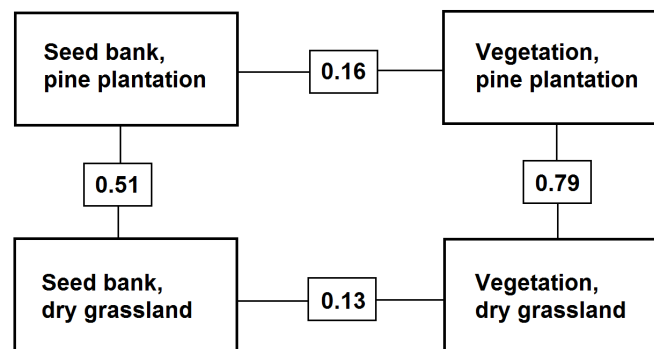 Seed bank,
pine plantation
0.16
Vegetation,
pine plantation
0.51
0.79
Seed bank,
dry grassland
0.13
Vegetation,
dry grassland